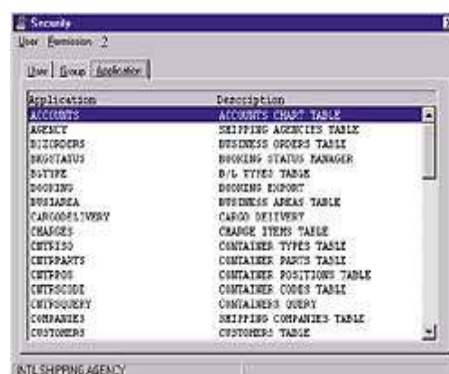 Security
User Permission ?
User Group Application
Application Description
ACCOUNTS ACCOUNTS CHART TABLE
AGENCY SHIPPING AGENCIES TABLE
BIZORDERS BUSINESS ORDERS TABLE
BKGSTATUS BOOKING STATUS MANAGER
BLTYPE B/L TYPES TABLE
BOOKING BOOKING EXPORT
BUSIAREA BUSINESS AREAS TABLE
CARGODELIVERY CARGO DELIVERY
CHARGES CHARGE ITEMS TABLE
CNTRISO CONTAINER TYPES TABLE
CNTRPARTS CONTAINER PARTS TABLE
CNTRPOS CONTAINER POSITIONS TABLE
CNTRSCODE CONTAINER CODES TABLE
CNTRSQUERY CONTAINERS QUERY
COMPANIES SHIPPING COMPANIES TABLE
CUSTOMERS CUSTOMERS TABLE
INTL SHIPPING AGENCY